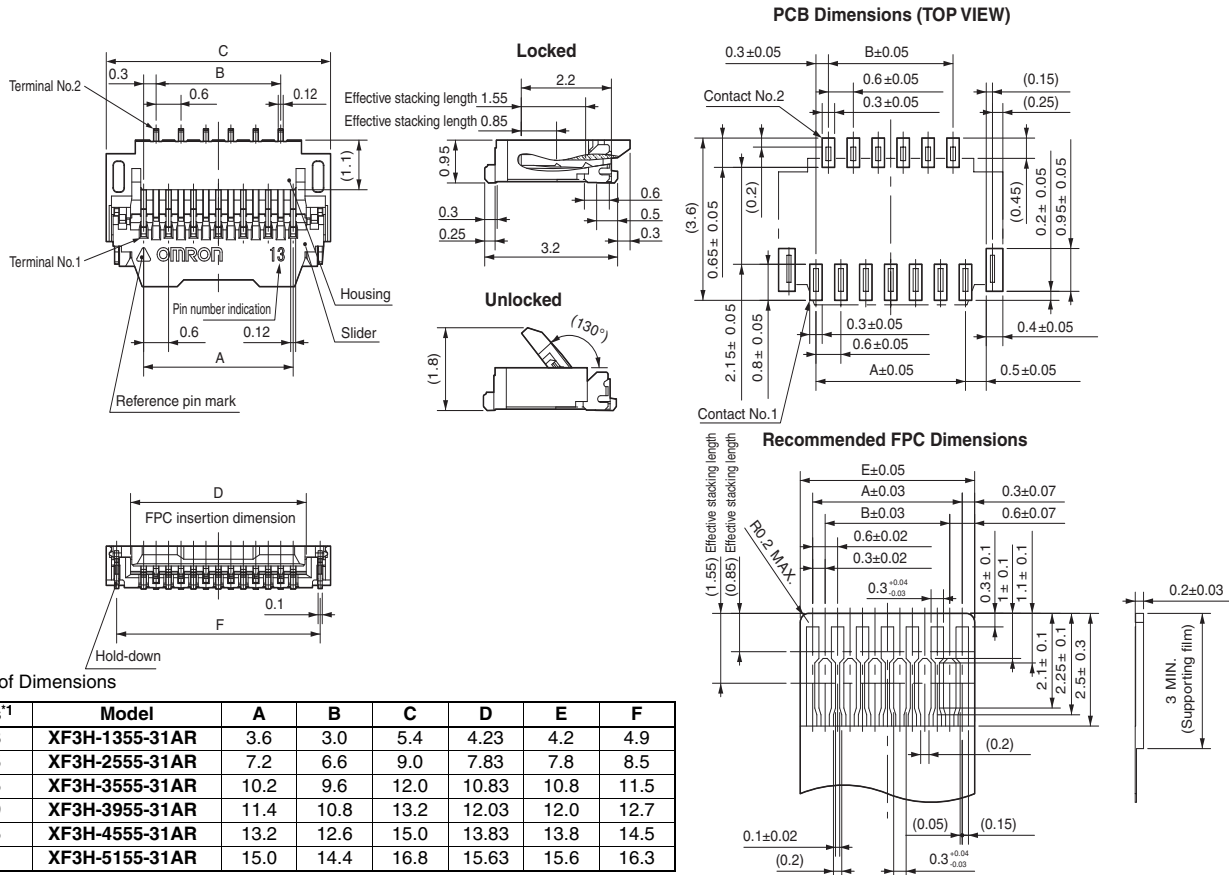 PCB Dimensions (TOP VIEW)
C
0.3
B
Terminal No.2
0.6
0.12
(1.1)
Terminal No.1
OMRON
13
Pin number indication
Housing
Slider
0.6
0.12
A
Reference pin mark
Locked
2.2
Effective stacking length 1.55
Effective stacking length 0.85
0.95
0.6
0.3
0.5
0.25
0.3
3.2
Unlocked
(130°)
(1.8)
0.3±0.05
B±0.05
0.6±0.05
(0.15)
Contact No.2
0.3±0.05
(0.25)
(3.6)
0.65± 0.05
(0.2)
(0.45)
0.2± 0.05
0.95± 0.05
2.15± 0.05
0.8± 0.05
0.3±0.05
0.6±0.05
0.4±0.05
A±0.05
0.5±0.05
Contact No.1
D
FPC insertion dimension
0.1
F
Hold-down
Recommended FPC Dimensions
(1.55) Effective stacking length
(0.85) Effective stacking length
E±0.05
A±0.03
0.3±0.07
B±0.03
0.6±0.07
0.6±0.02
0.3±0.02
R0.2 MAX.
0.3 +0.04 -0.03
0.3± 0.1
1± 0.1
1.1± 0.1
0.2±0.03
2.1± 0.1
2.25± 0.1
2.5± 0.3
3 MIN.
(Supporting film)
(0.2)
(0.05)
(0.15)
0.1±0.02
(0.2)
0.3 +0.04 -0.03
of Dimensions
*1 Model A B C D E F
XF3H-1355-31AR 3.6 3.0 5.4 4.23 4.2 4.9
XF3H-2555-31AR 7.2 6.6 9.0 7.83 7.8 8.5
XF3H-3555-31AR 10.2 9.6 12.0 10.83 10.8 11.5
XF3H-3955-31AR 11.4 10.8 13.2 12.03 12.0 12.7
XF3H-4555-31AR 13.2 12.6 15.0 13.83 13.8 14.5
XF3H-5155-31AR 15.0 14.4 16.8 15.63 15.6 16.3